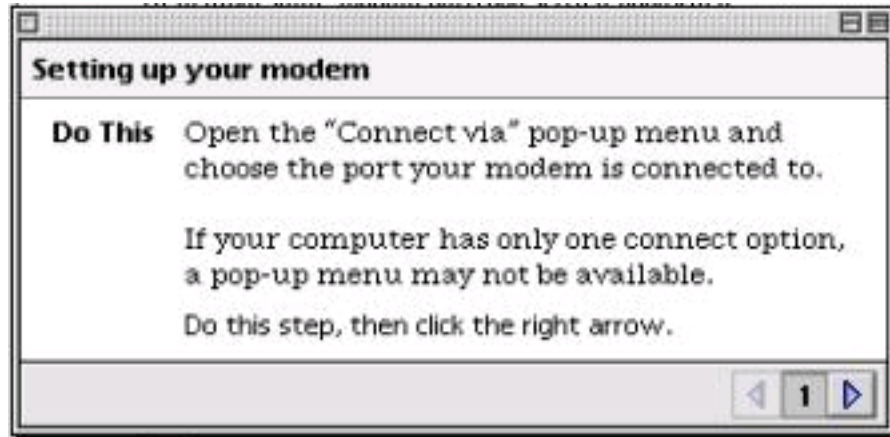 Setting up your modem
Do This Open the “Connect via” pop-up menu and
choose the port your modem is connected to.
If your computer has only one connect option,
a pop-up menu may not be available.
Do this step, then click the right arrow.
1